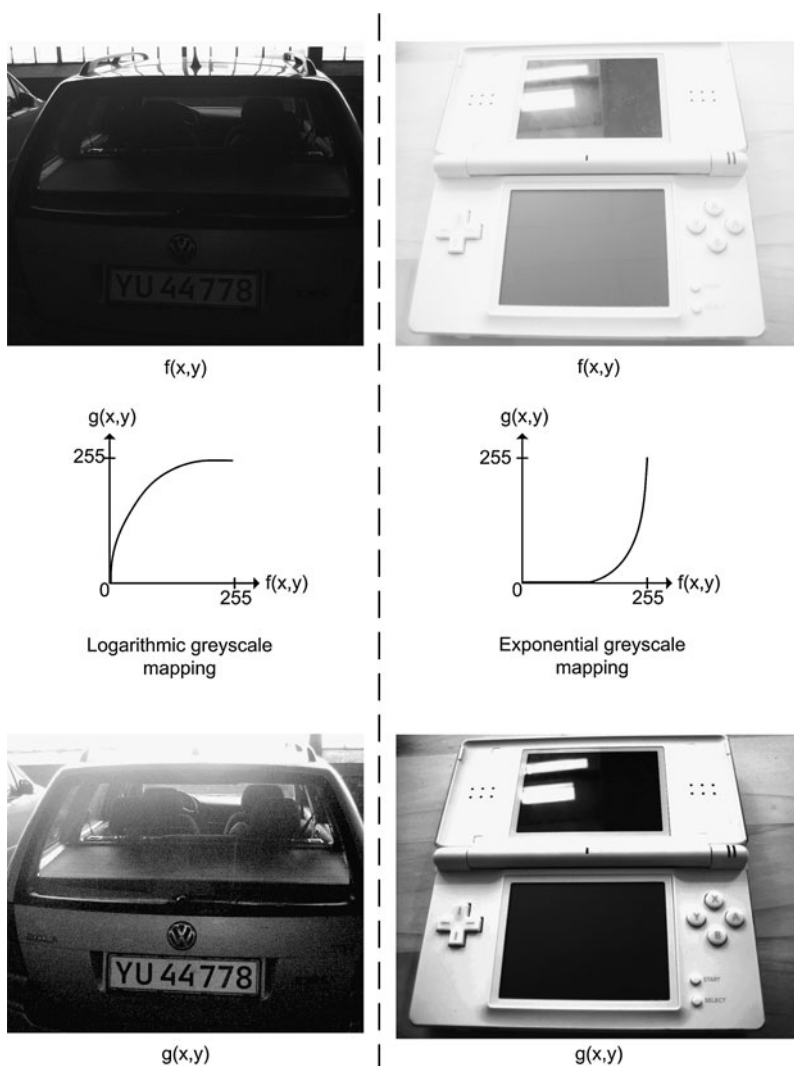 YU 44778
f(x,y)
g(x,y)
255
0
255
f(x,y)
Logarithmic greyscale
mapping
YU 44778
g(x,y)
f(x,y)
g(x,y)
255
0
255
f(x,y)
Exponential greyscale
mapping
X
Y
A
B
START
SELECT
g(x,y)